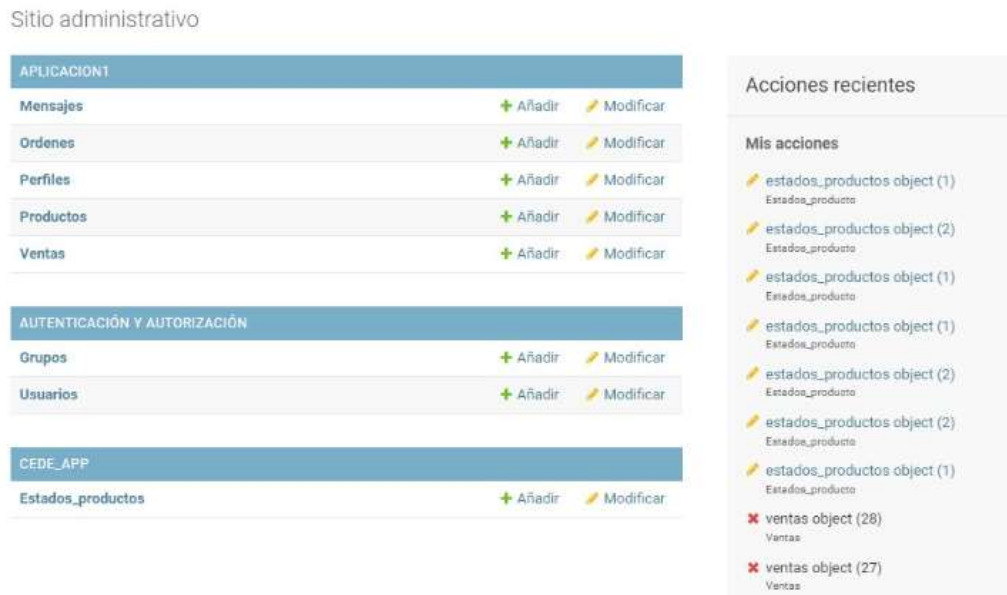 Sitio administrativo
APLICACION1
Mensajes + Añadir Modificar
Ordenes + Añadir Modificar
Perfiles + Añadir Modificar
Productos + Añadir Modificar
Ventas + Añadir Modificar
AUTENTICACIÓN Y AUTORIZACIÓN
Grupos + Añadir Modificar
Usuarios + Añadir Modificar
CEDE_APP
Estados_productos + Añadir Modificar
Acciones recientes
Mis acciones
estados_productos object (1)
Estados_producto
estados_productos object (2)
Estados_producto
estados_productos object (1)
Estados_producto
estados_productos object (1)
Estados_producto
estados_productos object (2)
Estados_producto
estados_productos object (2)
Estados_producto
estados_productos object (1)
Estados_producto
ventas object (28)
Ventas
ventas object (27)
Ventas